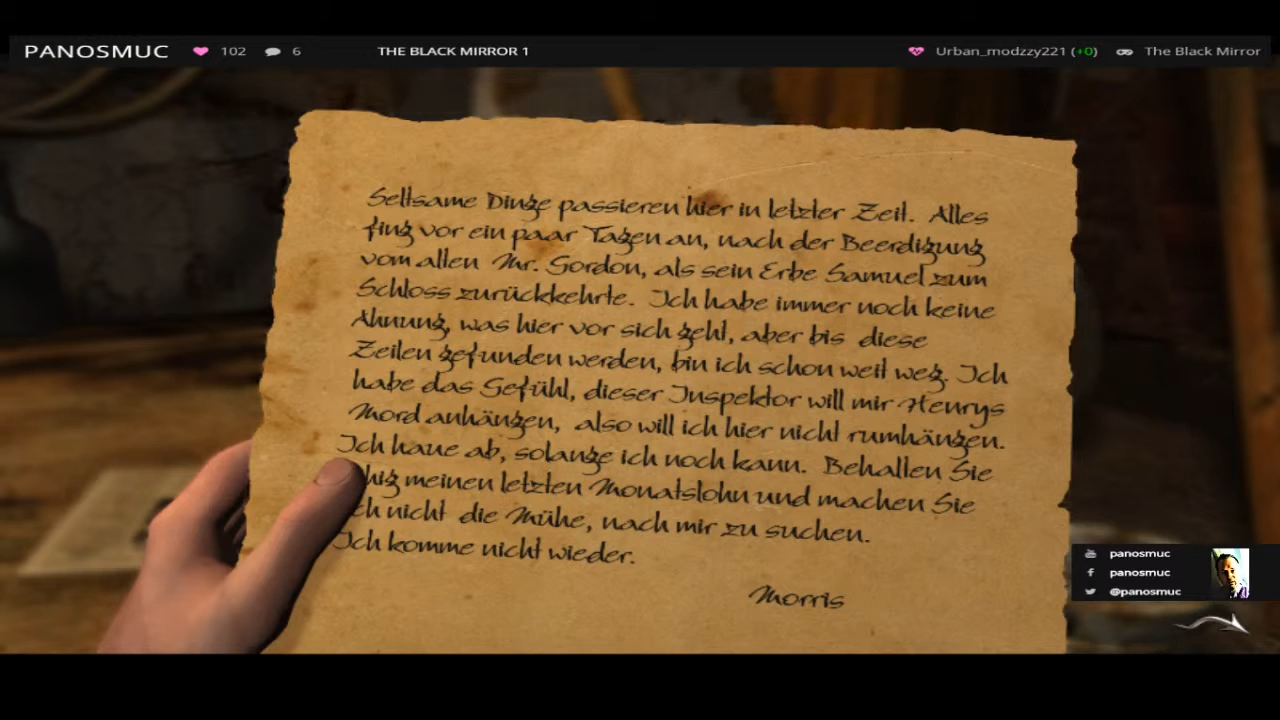 PANOSMUC 102 6 THE BLACK MIRROR 1 Urban_modzzy221 (+0) The Black Mirror
Seltsame Dinge passieren hier in letzter Zeit. Alles
fing vor ein paar Tagen an, nach der Beerdigung
vom alten Mr. Gordon, als sein Erbe Samuel zum
Schloss zurückkehrte. Ich habe immer noch keine
Ahnung, was hier vor sich geht, aber bis diese
Zeilen gefunden werden, bin ich schon weit weg. Ich
habe das Gefühl, dieser Inspektor will mir Henrys
Mord anhängen, also will ich hier nicht rumhängen.
Ich haue ab, solange ich noch kann. Behalten Sie
hig meinen letzten Monatslohn und machen Sie
ch nicht die Mühe, nach mir zu suchen.
Ich komme nicht wieder.
Morris
panosmuc
panosmuc
@panosmuc